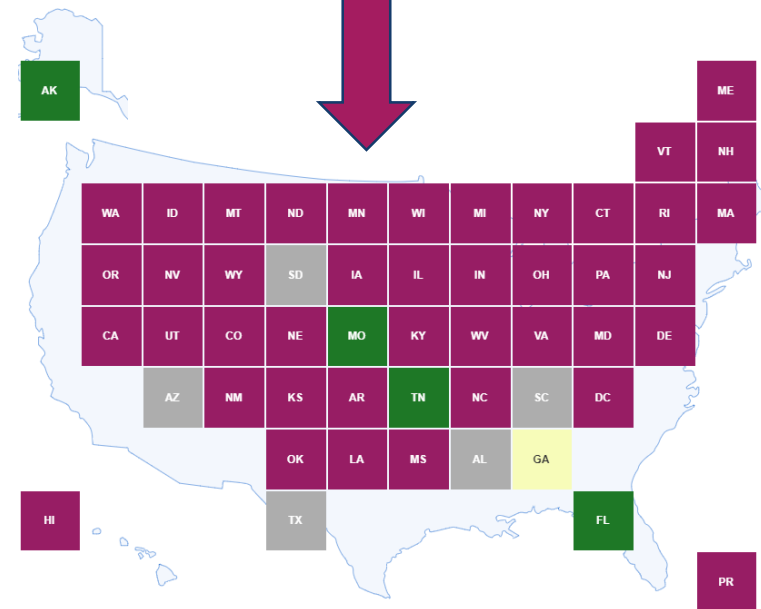 AK ME
VT NH
WA ID MT ND MN WI MI NY CT RI MA
OR NV WY SD IA IL IN OH PA NJ
CA UT CO NE MO KY WV VA MD DE
AZ NM KS AR TN NC SC DC
OK LA MS AL GA
HI TX FL
PR